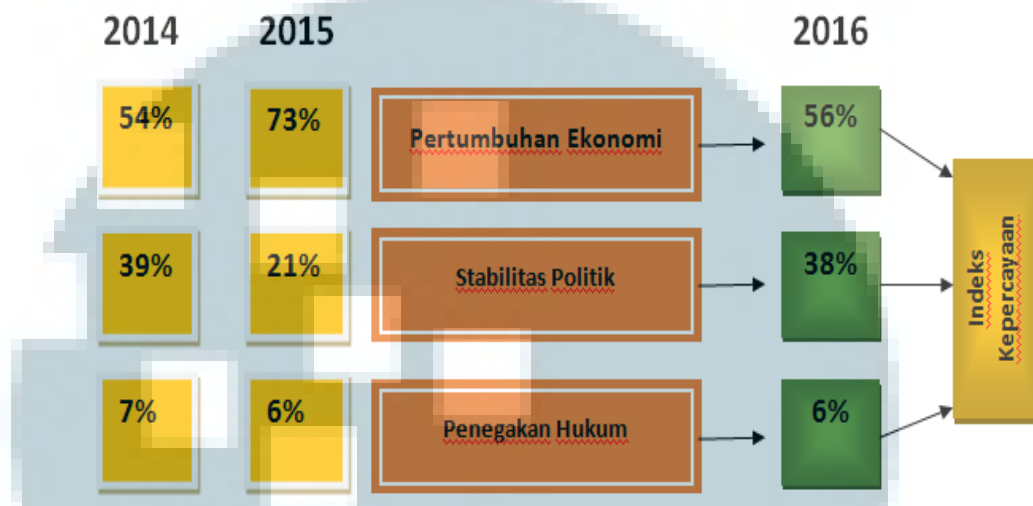 2014 2015 2016
54% 73% Pertumbuhan Ekonomi 56%
39% 21% Stabilitas Politik 38%
7% 6% Penegakan Hukum 6%
Indeks
Kepercayaan